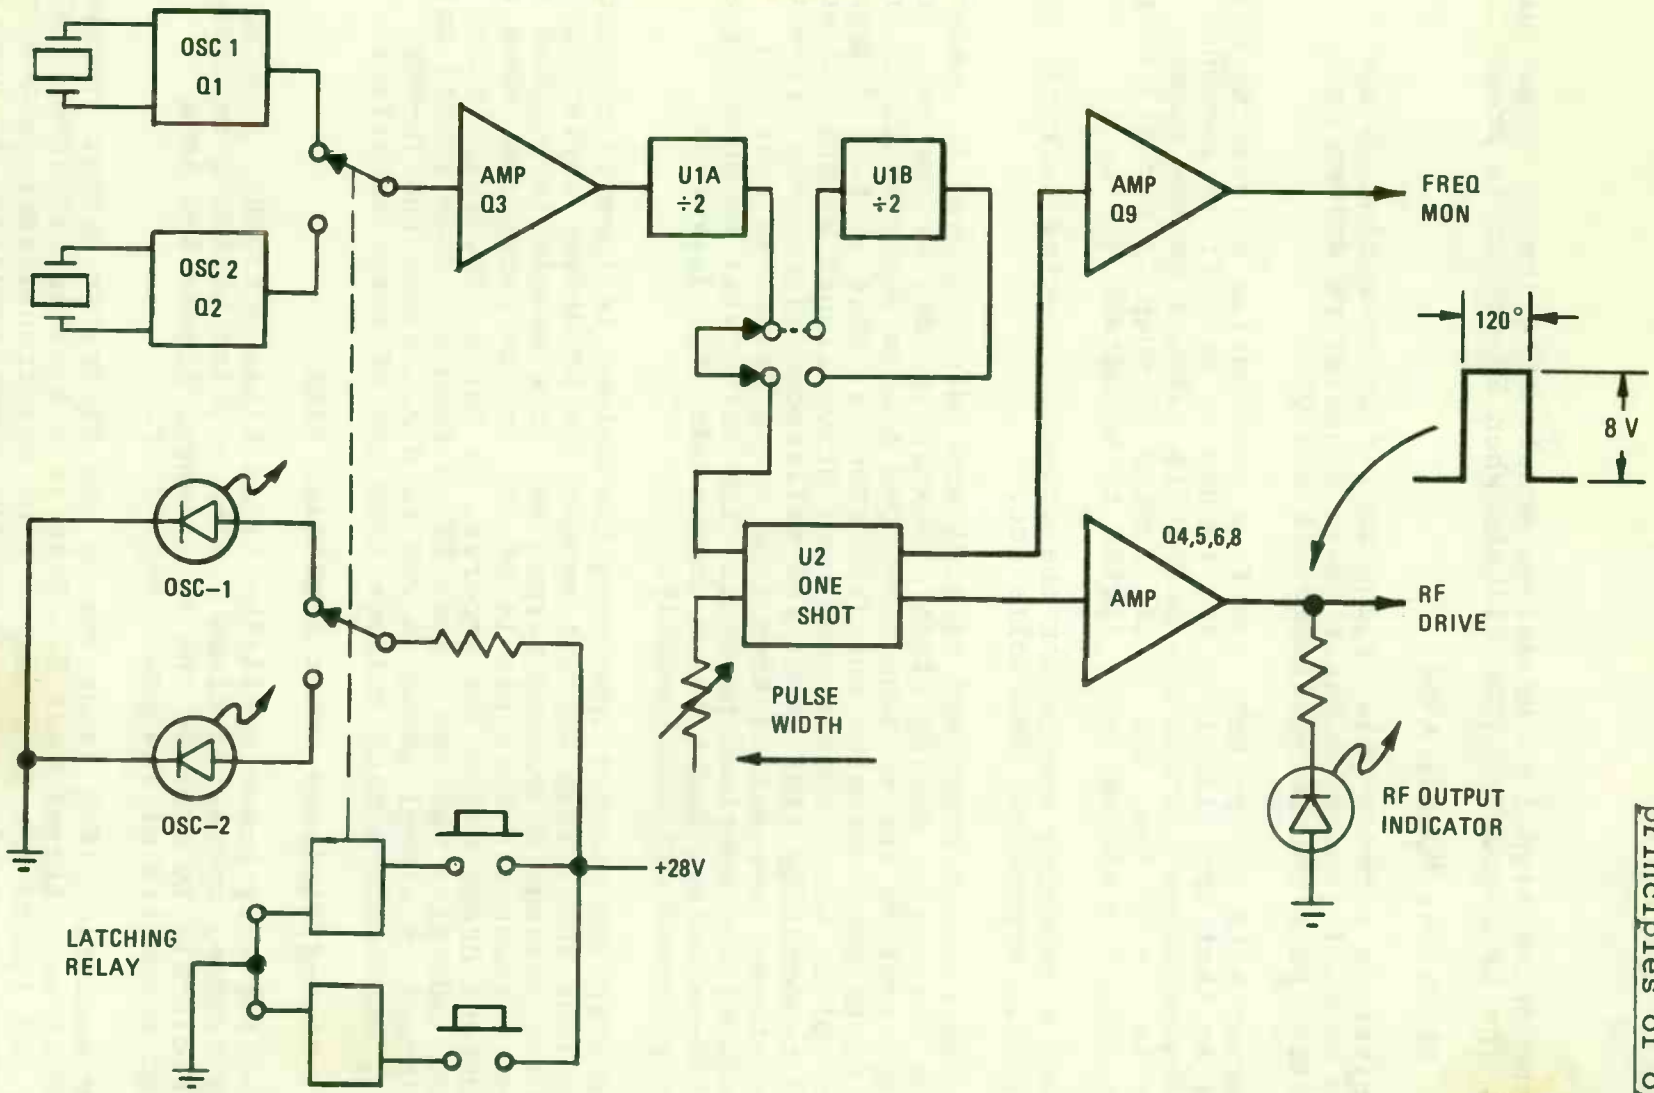 OSC 1
Q1
OSC 2
Q2
AMP
Q3
U1A
÷2
U1B
÷2
AMP
Q9
FREQ
MON
120°
8 V
OSC–1
OSC–2
U2
ONE
SHOT
Q4,5,6,8
AMP
RF
DRIVE
PULSE
WIDTH
RF OUTPUT
INDICATOR
+28V
LATCHING
RELAY